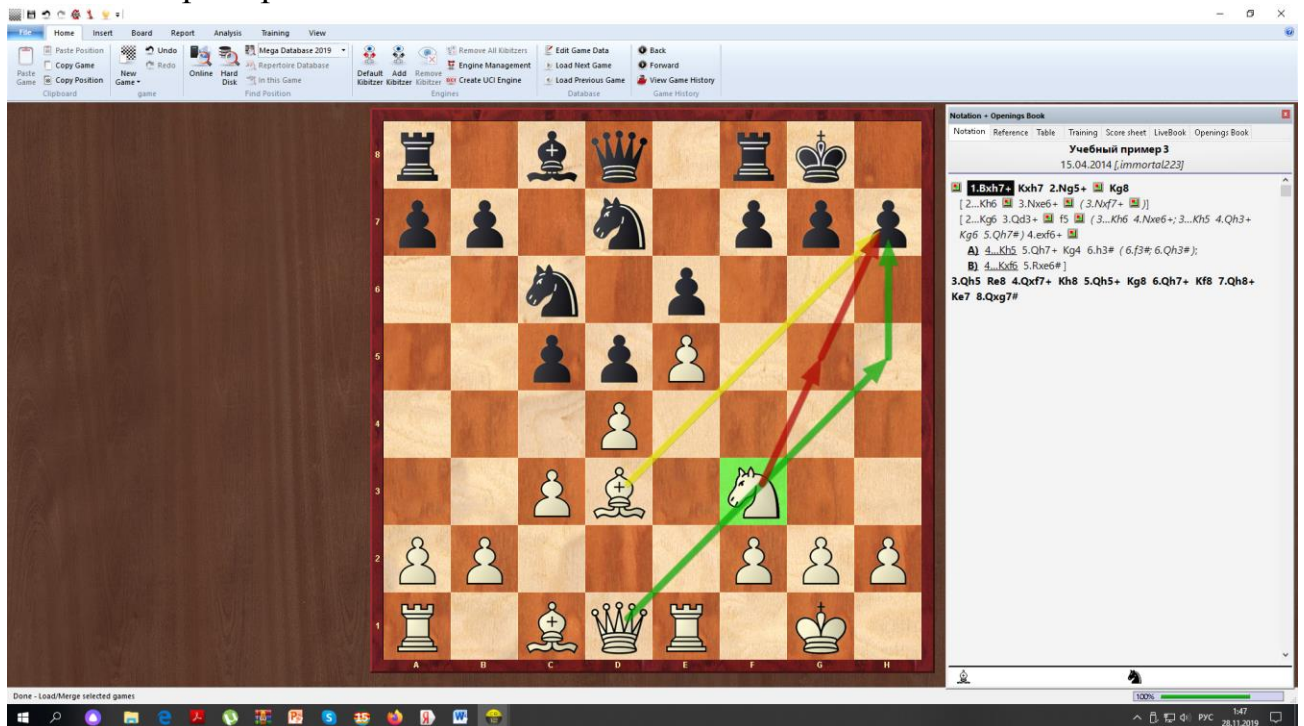 File Home Insert Board Report Analysis Training View
Paste Game
Paste Position
Copy Game
Copy Position
Clipboard
New Game
Undo
Redo
game
Online
Hard Disk
Mega Database 2019
Repertoire Database
In this Game
Find Position
Default Kibitzer
Add Kibitzer
Remove Kibitzer
Remove All Kibitzers
Engine Management
Create UCI Engine
Engines
Edit Game Data
Load Next Game
Load Previous Game
Database
Back
Forward
View Game History
Game History
8
7
6
5
4
3
2
1
A B C D E F G H
Notation + Openings Book
Notation Reference Table Training Score sheet LiveBook Openings Book
Учебный пример 3
15.04.2014 [,immortal223]
1.Bxh7+ Kxh7 2.Ng5+ Kg8
[ 2...Kh6 3.Nxe6+ ( 3.Nxf7+ )]
[ 2...Kg6 3.Qd3+ f5 ( 3...Kh6 4.Nxe6+; 3...Kh5 4.Qh3+
Kg6 5.Qh7# ) 4.exf6+
A) 4...Kh5 5.Qh7+ Kg4 6.h3# ( 6.f3#; 6.Qh3# );
B) 4...Kxf6 5.Rxe6# ]
3.Qh5 Re8 4.Qxf7+ Kh8 5.Qh5+ Kg8 6.Qh7+ Kf8 7.Qh8+
Ke7 8.Qxg7#
Done - Load/Merge selected games
100%
РУС
1:47
28.11.2019